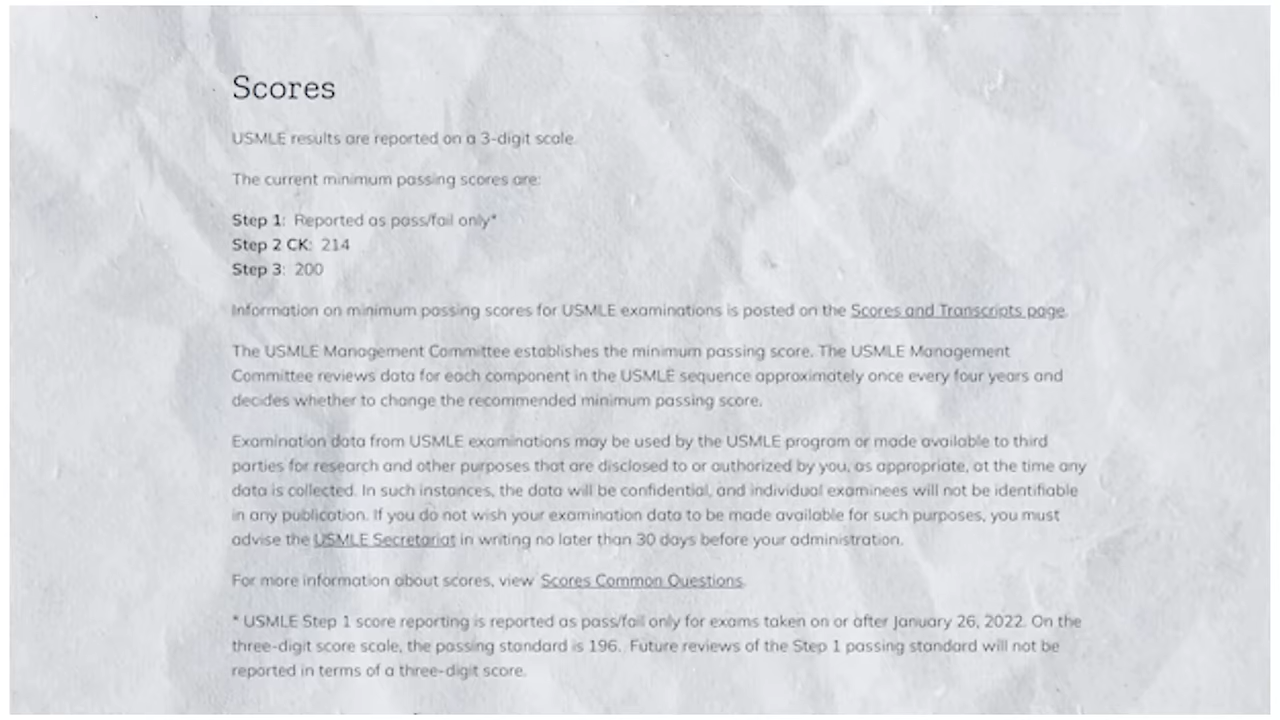 Scores
USMLE results are reported on a 3-digit scale.
The current minimum passing scores are:
Step 1:  Reported as pass/fail only*
Step 2 CK:  214
Step 3:  200
Information on minimum passing scores for USMLE examinations is posted on the Scores and Transcripts page.
The USMLE Management Committee establishes the minimum passing score. The USMLE Management
Committee reviews data for each component in the USMLE sequence approximately once every four years and
decides whether to change the recommended minimum passing score.
Examination data from USMLE examinations may be used by the USMLE program or made available to third
parties for research and other purposes that are disclosed to or authorized by you, as appropriate, at the time any
data is collected. In such instances, the data will be confidential, and individual examinees will not be identifiable
in any publication. If you do not wish your examination data to be made available for such purposes, you must
advise the USMLE Secretariat in writing no later than 30 days before your administration.
For more information about scores, view  Scores Common Questions.
* USMLE Step 1 score reporting is reported as pass/fail only for exams taken on or after January 26, 2022. On the
three-digit score scale, the passing standard is 196.  Future reviews of the Step 1 passing standard will not be
reported in terms of a three-digit score.